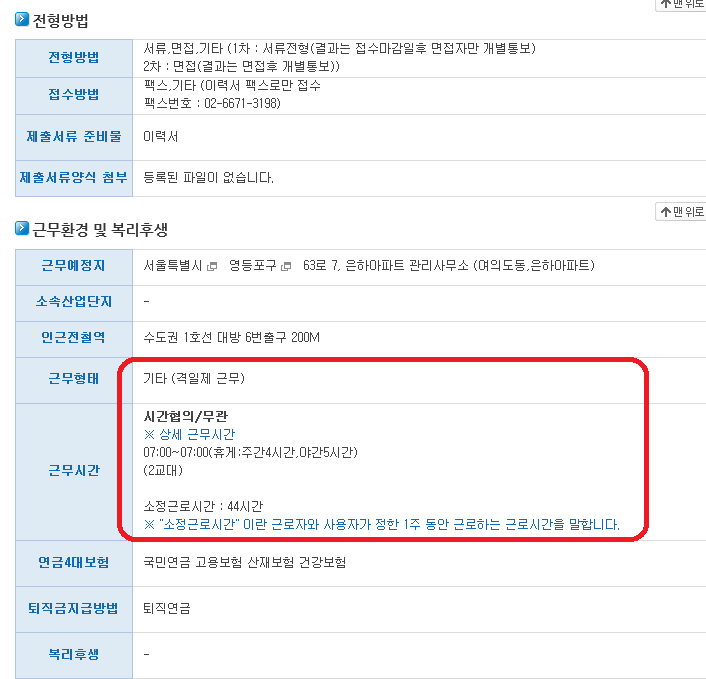 맨위로
전형방법
전형방법
서류,면접,기타 (1차 : 서류전형(결과는 접수마감일후 면접자만 개별통보)
2차 : 면접(결과는 면접후 개별통보))
접수방법
팩스,기타 (이력서 팩스로만 접수
팩스번호 : 02-6671-3198)
제출서류 준비물
이력서
제출서류양식 첨부
등록된 파일이 없습니다.
맨위로
근무환경 및 복리후생
근무예정지
서울특별시 영등포구 63로 7, 은하아파트 관리사무소 (여의도동,은하아파트)
소속산업단지
-
인근전철역
수도권 1호선 대방 6번출구 200M
근무형태
기타 (격일제 근무)
근무시간
시간협의/무관
※ 상세 근무시간
07:00~07:00(휴게:주간4시간,야간5시간)
(2교대)
소정근로시간 : 44시간
※ "소정근로시간" 이란 근로자와 사용자가 정한 1주 동안 근로하는 근로시간을 말합니다.
연금4대보험
국민연금 고용보험 산재보험 건강보험
퇴직금지급방법
퇴직연금
복리후생
-